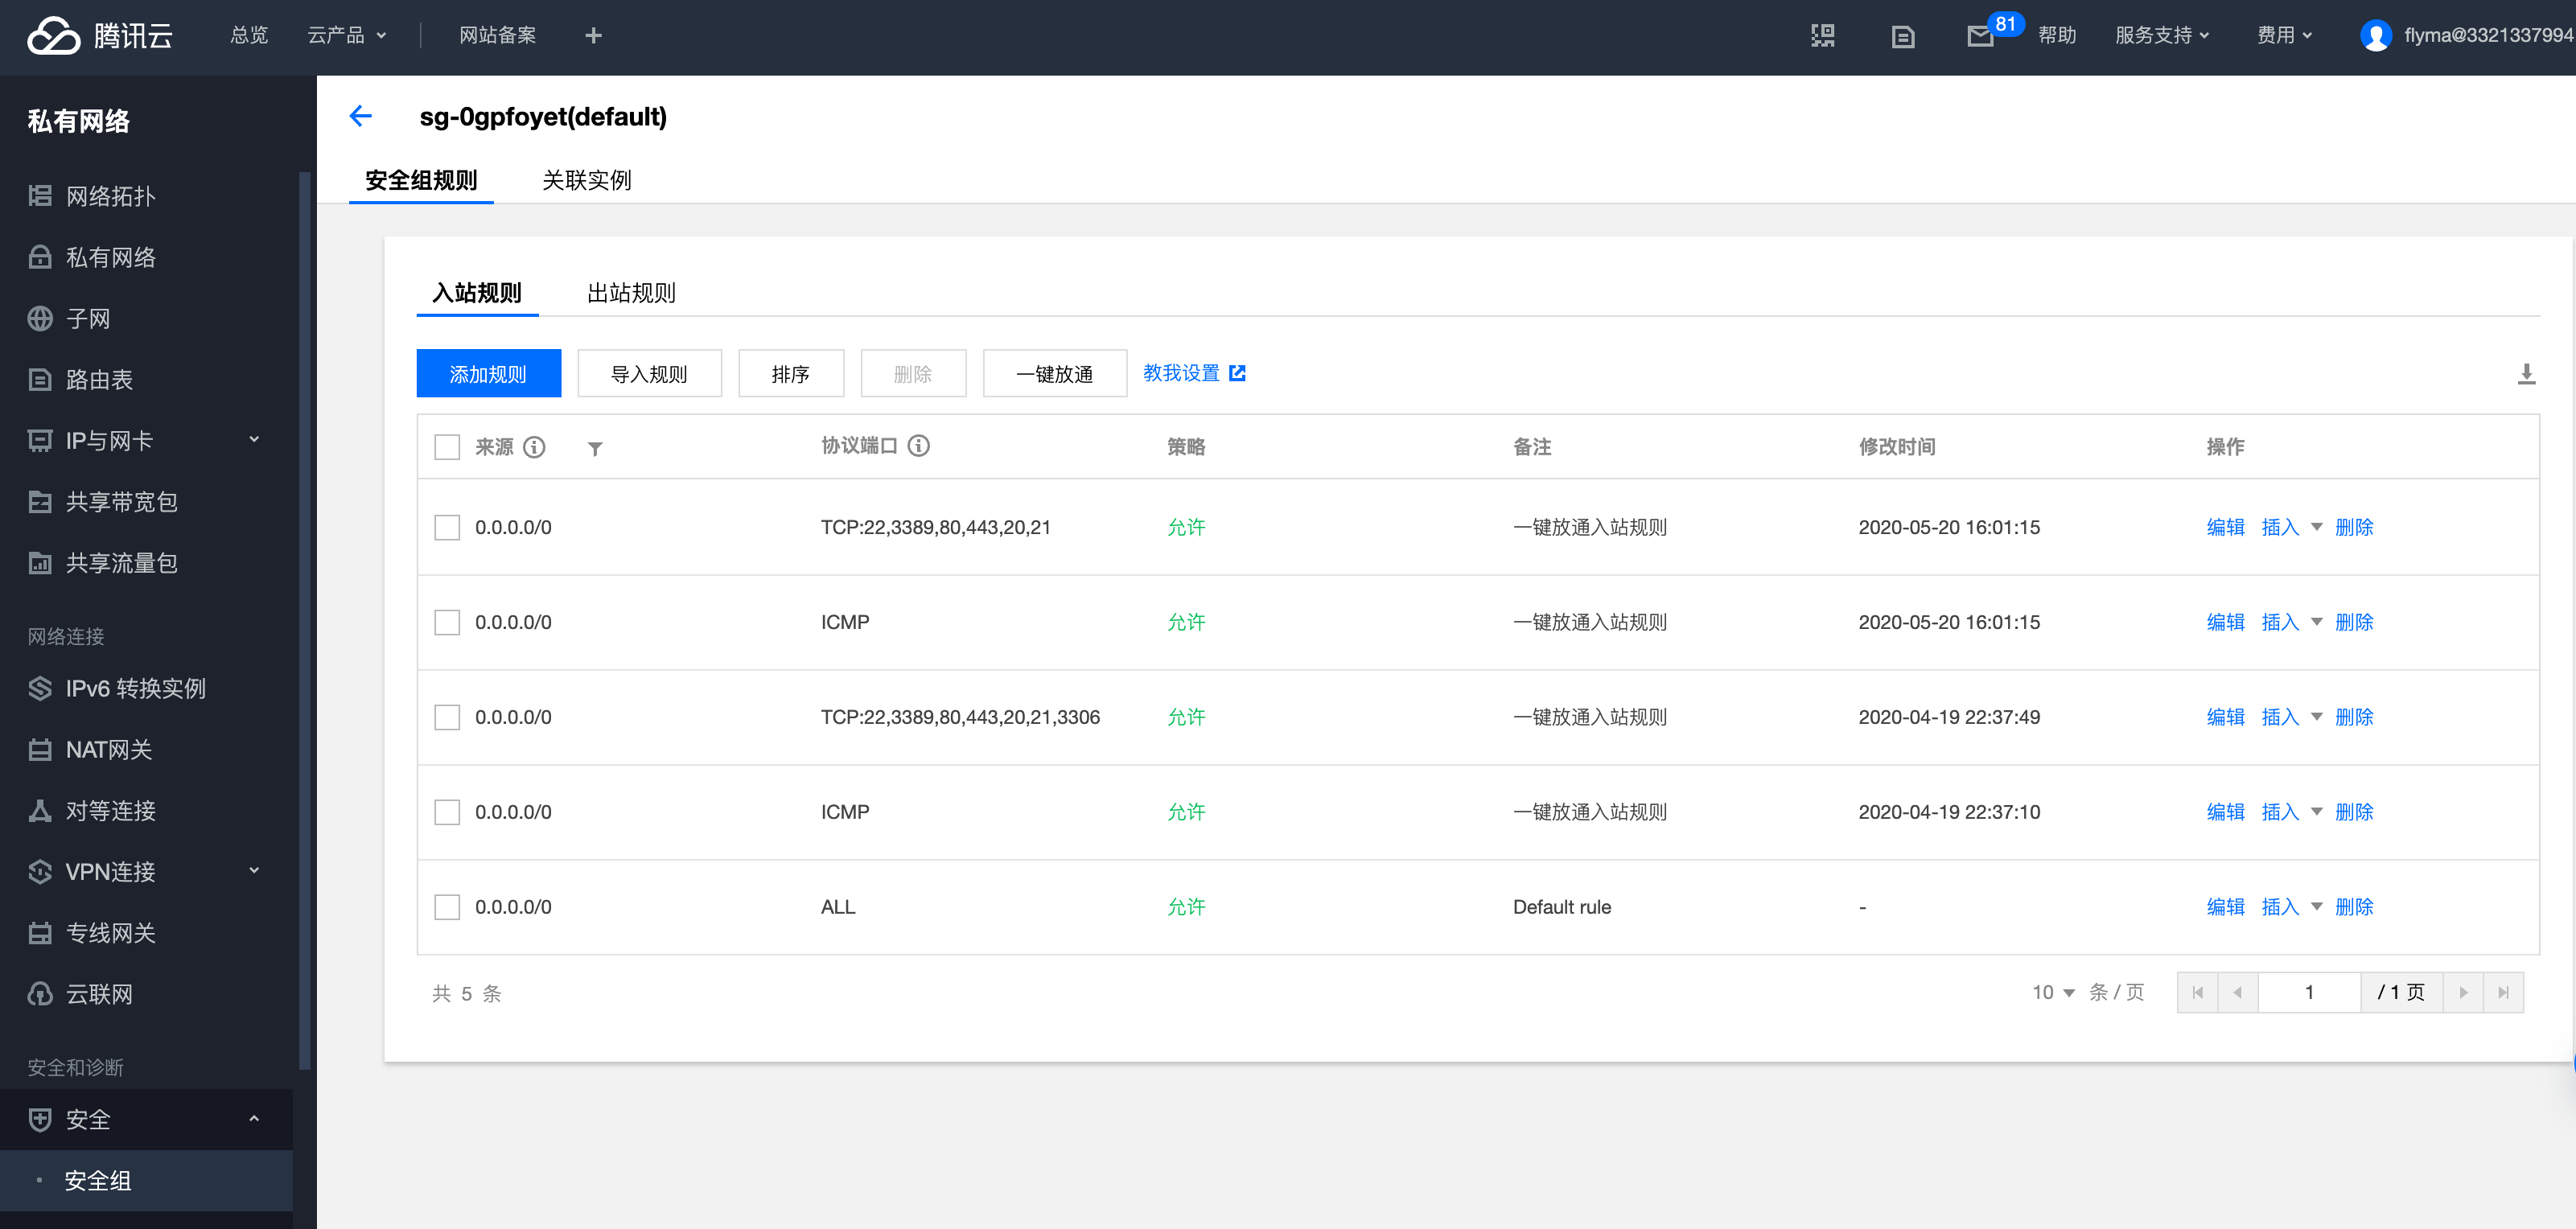 腾讯云 总览 云产品 网站备案 81 帮助 服务支持 费用 flyma@3321337994
私有网络
网络拓扑
私有网络
子网
路由表
IP与网卡
共享带宽包
共享流量包
网络连接
IPv6 转换实例
NAT网关
对等连接
VPN连接
专线网关
云联网
安全和诊断
安全
安全组
sg-0gpfoyet(default)
安全组规则 关联实例
入站规则 出站规则
添加规则 导入规则 排序 删除 一键放通 教我设置
来源 协议端口 策略 备注 修改时间 操作
0.0.0.0/0 TCP:22,3389,80,443,20,21 允许 一键放通入站规则 2020-05-20 16:01:15 编辑 插入 删除
0.0.0.0/0 ICMP 允许 一键放通入站规则 2020-05-20 16:01:15 编辑 插入 删除
0.0.0.0/0 TCP:22,3389,80,443,20,21,3306 允许 一键放通入站规则 2020-04-19 22:37:49 编辑 插入 删除
0.0.0.0/0 ICMP 允许 一键放通入站规则 2020-04-19 22:37:10 编辑 插入 删除
0.0.0.0/0 ALL 允许 Default rule - 编辑 插入 删除
共 5 条 10 条 / 页 1 / 1 页